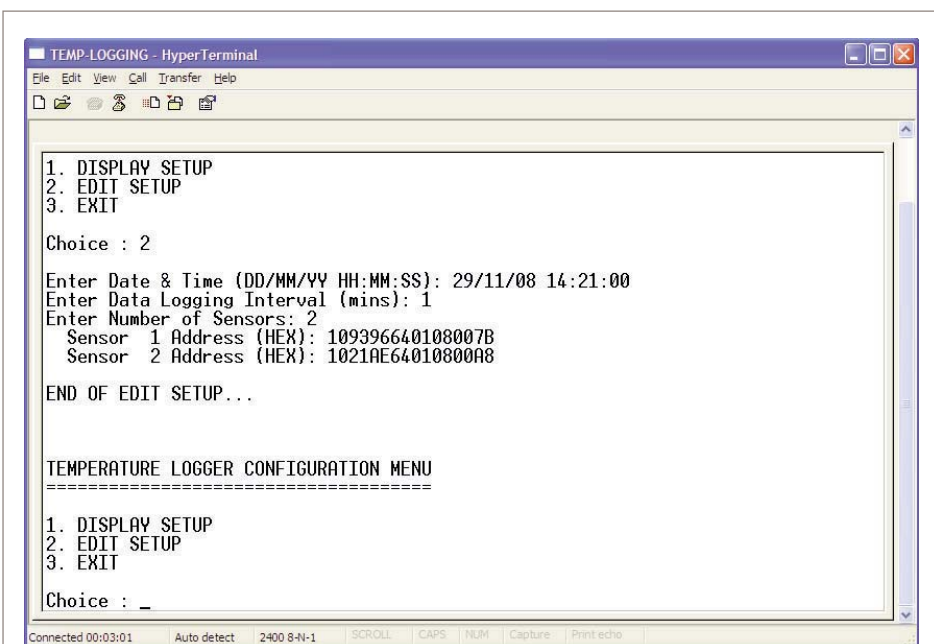 TEMP-LOGGING - HyperTerminal
File Edit View Call Transfer Help
1. DISPLAY SETUP
2. EDIT SETUP
3. EXIT
Choice : 2
Enter Date & Time (DD/MM/YY HH:MM:SS): 29/11/08 14:21:00
Enter Data Logging Interval (mins): 1
Enter Number of Sensors: 2
Sensor 1 Address (HEX): 109396640108007B
Sensor 2 Address (HEX): 1021AE64010800A8
END OF EDIT SETUP...
TEMPERATURE LOGGER CONFIGURATION MENU
=====================================
1. DISPLAY SETUP
2. EDIT SETUP
3. EXIT
Choice : _
Connected 00:03:01 Auto detect 2400 8-N-1 SCROLL CAPS NUM Capture Print echo